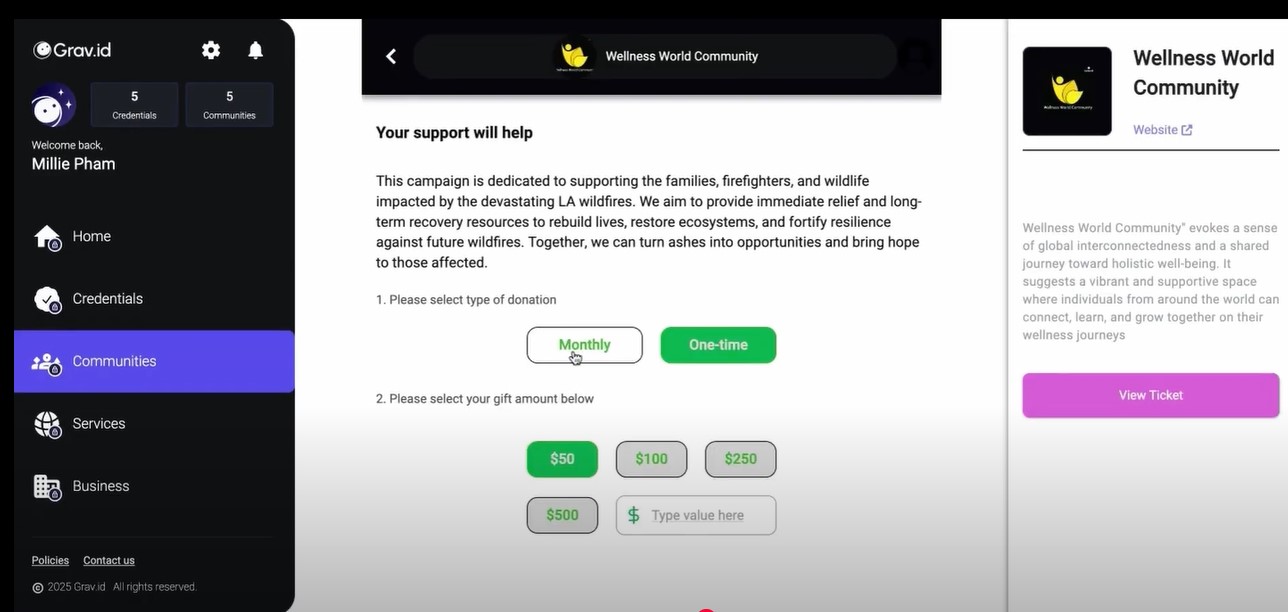 Grav.id
5
Credentials
5
Communities
Welcome back,
Millie Pham
Home
Credentials
Communities
Services
Business
Policies Contact us
© 2025 Grav.id All rights reserved.
Wellness World Community
Your support will help
This campaign is dedicated to supporting the families, firefighters, and wildlife
impacted by the devastating LA wildfires. We aim to provide immediate relief and long-
term recovery resources to rebuild lives, restore ecosystems, and fortify resilience
against future wildfires. Together, we can turn ashes into opportunities and bring hope
to those affected.
1. Please select type of donation
Monthly One-time
2. Please select your gift amount below
$50 $100 $250
$500 $ Type value here
Wellness World Community
Wellness World
Community
Website
Wellness World Community" evokes a sense
of global interconnectedness and a shared
journey toward holistic well-being. It
suggests a vibrant and supportive space
where individuals from around the world can
connect, learn, and grow together on their
wellness journeys
View Ticket